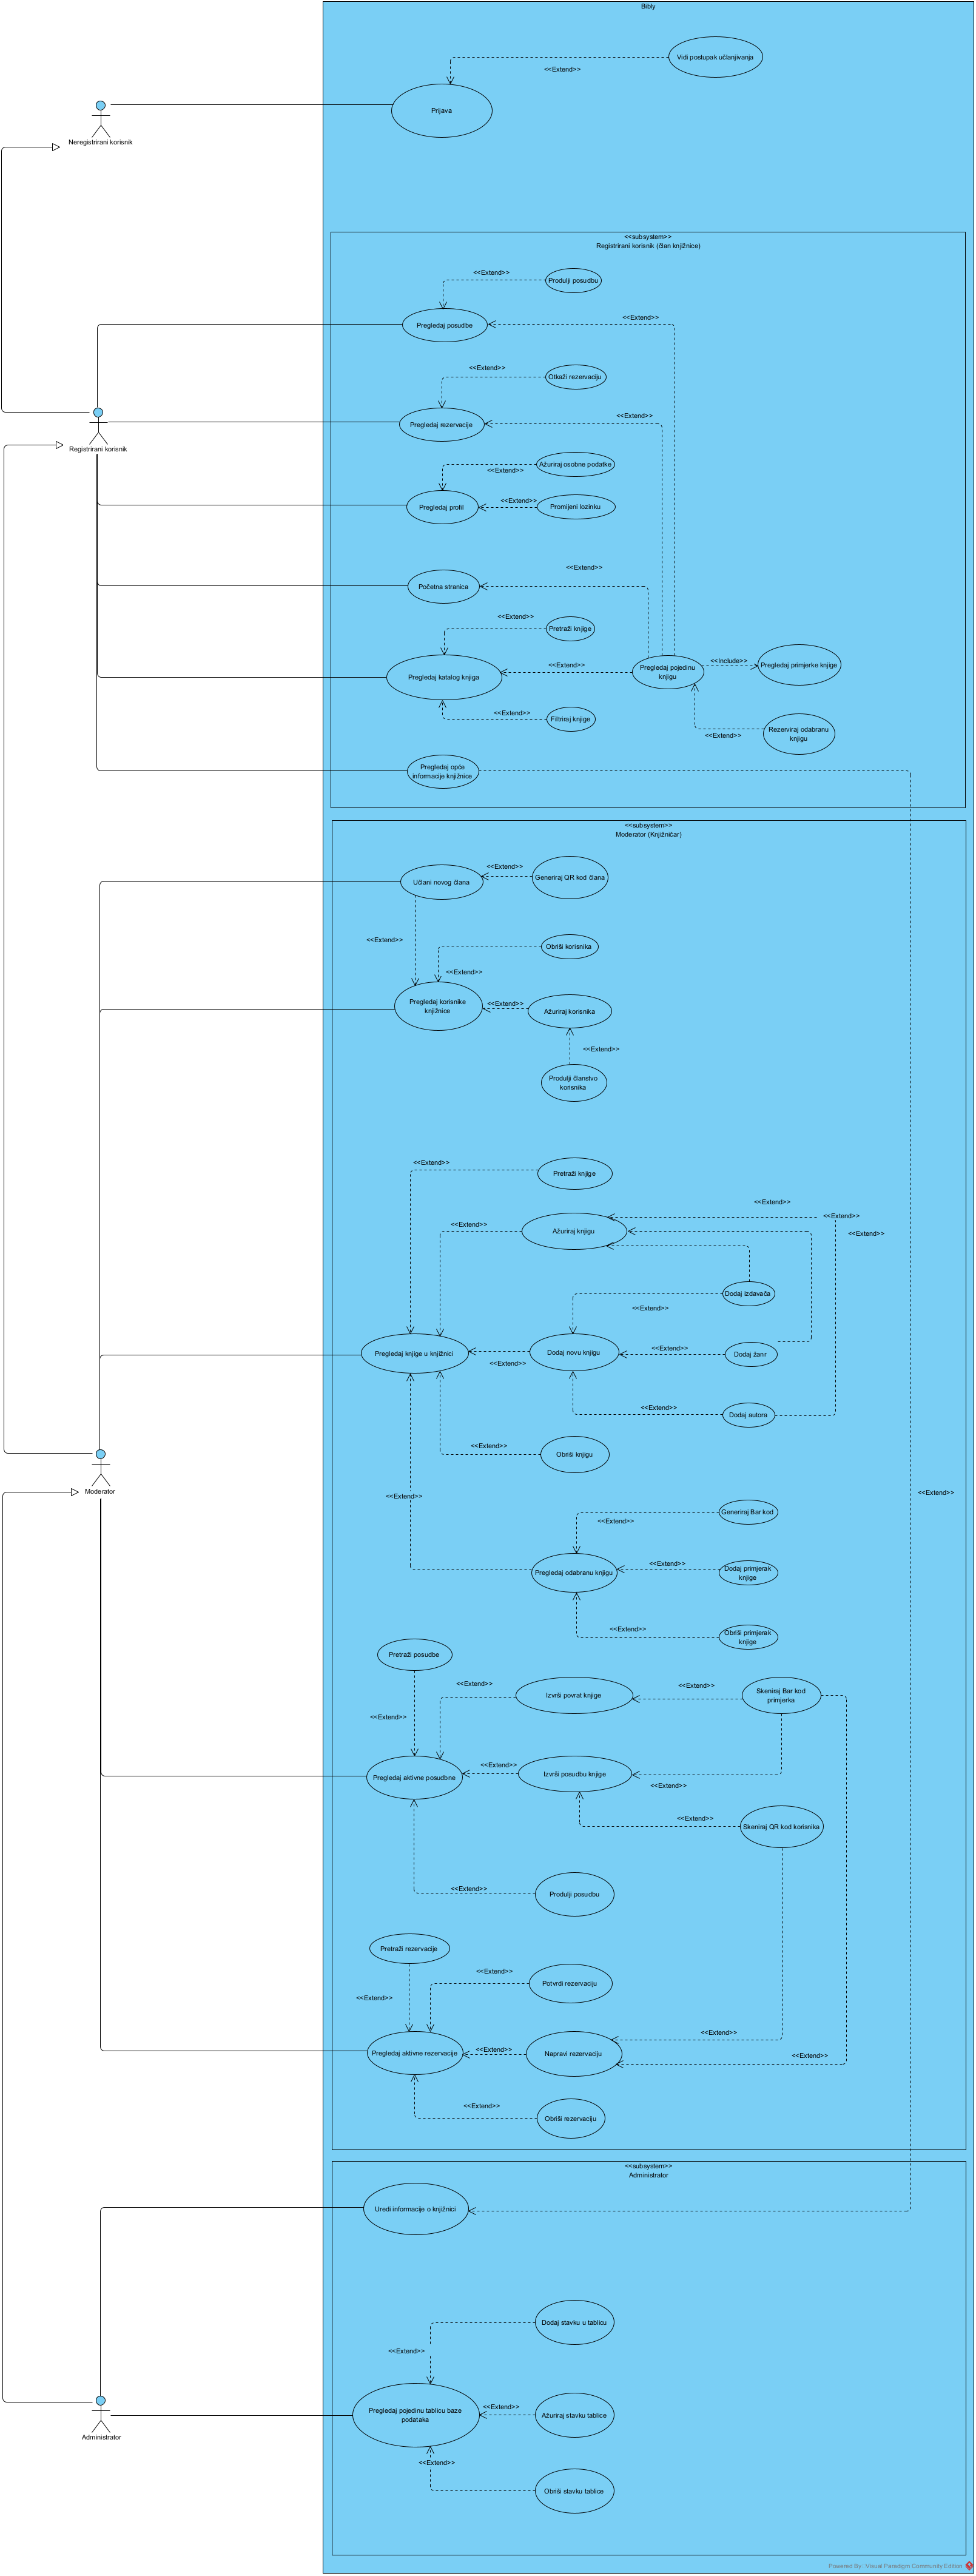 Bibly
Vidi postupak učlanjivanja
<<Extend>>
Prijava
Neregistrirani korisnik
<<subsystem>>
Registrirani korisnik (član knjižnice)
<<Extend>>
Produlji posudbu
<<Extend>>
Pregledaj posudbe
<<Extend>>
Otkaži rezervaciju
<<Extend>>
Pregledaj rezervacije
Registrirani korisnik
Ažuriraj osobne podatke
<<Extend>>
<<Extend>>
Pregledaj profil
Promijeni lozinku
<<Extend>>
Početna stranica
<<Extend>>
Pretraži knjige
<<Extend>>
<<Include>>
Pregledaj primjerke knjige
Pregledaj katalog knjiga
Pregledaj pojedinu
knjigu
<<Extend>>
Filtriraj knjige
Rezerviraj odabranu
knjigu
<<Extend>>
Pregledaj opće
informacije knjižnice
<<subsystem>>
Moderator (Knjižničar)
<<Extend>>
Učlani novog člana
Generiraj QR kod člana
<<Extend>>
Obriši korisnika
<<Extend>>
Pregledaj korisnike
knjižnice
<<Extend>>
Ažuriraj korisnika
<<Extend>>
Produlji članstvo
korisnika
<<Extend>>
Pretraži knjige
<<Extend>>
<<Extend>>
<<Extend>>
Ažuriraj knjigu
<<Extend>>
Dodaj izdavača
<<Extend>>
Pregledaj knjige u knjižnici
Dodaj novu knjigu
<<Extend>>
Dodaj žanr
<<Extend>>
<<Extend>>
Dodaj autora
<<Extend>>
Obriši knjigu
Moderator
<<Extend>>
<<Extend>>
Generiraj Bar kod
<<Extend>>
Pregledaj odabranu knjigu
<<Extend>>
Dodaj primjerak
knjige
<<Extend>>
Obriši primjerak
knjige
Pretraži posudbe
<<Extend>>
Izvrši povrat knjige
<<Extend>>
Skeniraj Bar kod
primjerka
<<Extend>>
<<Extend>>
Pregledaj aktivne posudbne
Izvrši posudbu knjige
<<Extend>>
<<Extend>>
Skeniraj QR kod korisnika
<<Extend>>
Produlji posudbu
Pretraži rezervacije
<<Extend>>
Potvrdi rezervaciju
<<Extend>>
<<Extend>>
Pregledaj aktivne rezervacije
<<Extend>>
Napravi rezervaciju
<<Extend>>
<<Extend>>
Obriši rezervaciju
<<subsystem>>
Administrator
Uredi informacije o knjižnici
Dodaj stavku u tablicu
<<Extend>>
Pregledaj pojedinu tablicu baze
podataka
<<Extend>>
Ažuriraj stavku tablice
Administrator
<<Extend>>
Obriši stavku tablice
Powered By: Visual Paradigm Community Edition